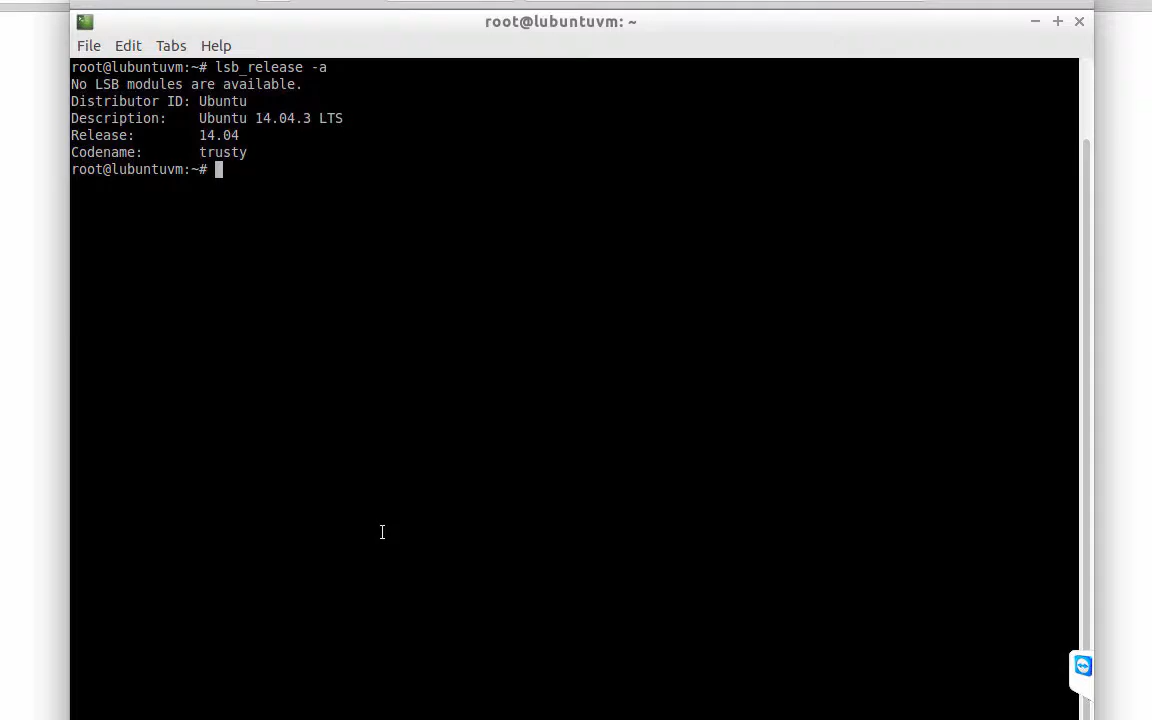 root@lubuntuvm: ~
File Edit Tabs Help
root@lubuntuvm:~# lsb_release -a
No LSB modules are available.
Distributor ID: Ubuntu
Description:    Ubuntu 14.04.3 LTS
Release:        14.04
Codename:       trusty
root@lubuntuvm:~#